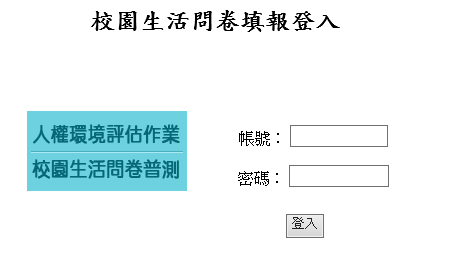 校園生活問卷填報登入
人權環境評估作業
校園生活問卷普測
帳號：
密碼：
登入